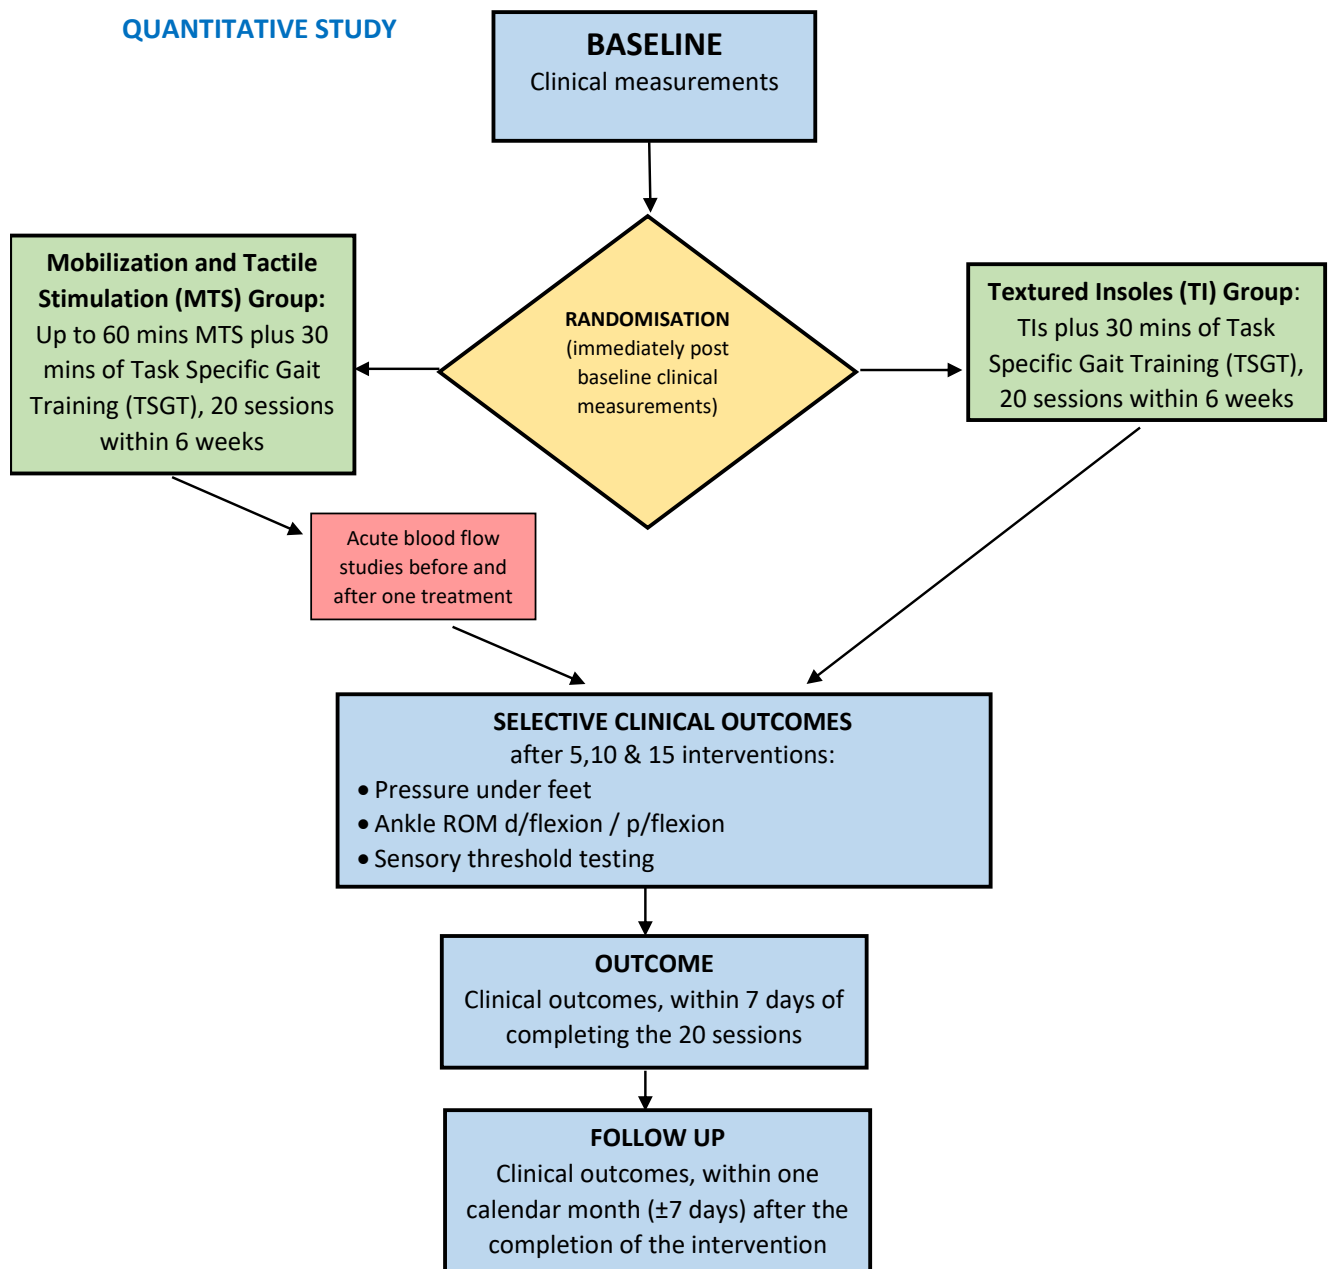 QUANTITATIVE STUDY
BASELINE
Clinical measurements
Mobilization and Tactile
Stimulation (MTS) Group:
Up to 60 mins MTS plus 30
mins of Task Specific Gait
Training (TSGT), 20 sessions
within 6 weeks
RANDOMISATION
(immediately post
baseline clinical
measurements)
Textured Insoles (TI) Group:
TIs plus 30 mins of Task
Specific Gait Training (TSGT),
20 sessions within 6 weeks
Acute blood flow
studies before and
after one treatment
SELECTIVE CLINICAL OUTCOMES
after 5,10 & 15 interventions:
• Pressure under feet
• Ankle ROM d/flexion / p/flexion
• Sensory threshold testing
OUTCOME
Clinical outcomes, within 7 days of
completing the 20 sessions
FOLLOW UP
Clinical outcomes, within one
calendar month (±7 days) after the
completion of the intervention